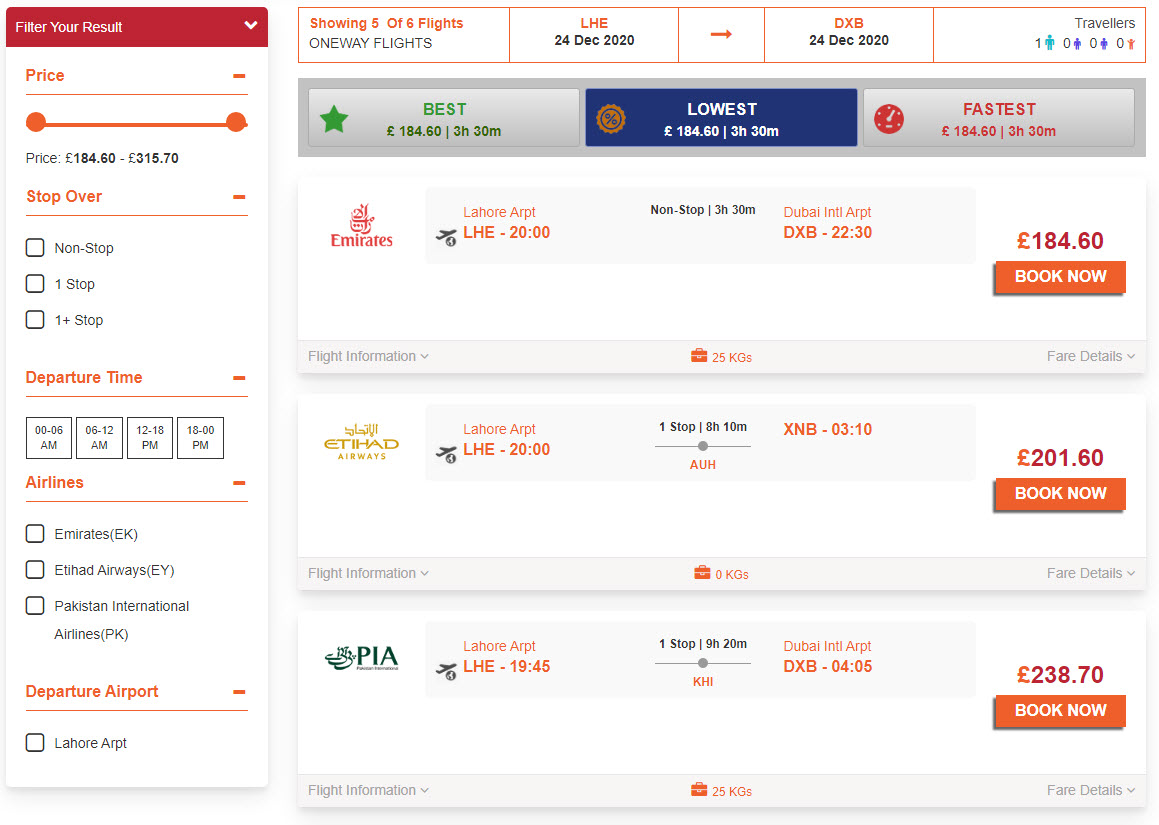 Filter Your Result
Price
Price: £184.60 - £315.70
Stop Over
Non-Stop
1 Stop
1+ Stop
Departure Time
00-06 AM
06-12 AM
12-18 PM
18-00 PM
Airlines
Emirates(EK)
Etihad Airways(EY)
Pakistan International
Airlines(PK)
Departure Airport
Lahore Arpt
Showing 5 Of 6 Flights
ONEWAY FLIGHTS
LHE
24 Dec 2020
DXB
24 Dec 2020
Travellers
1 0 0 0
BEST
£ 184.60 | 3h 30m
LOWEST
£ 184.60 | 3h 30m
FASTEST
£ 184.60 | 3h 30m
Emirates
Lahore Arpt
LHE - 20:00
Non-Stop | 3h 30m
Dubai Intl Arpt
DXB - 22:30
£184.60
BOOK NOW
Flight Information
25 KGs
Fare Details
الإتحاد
ETIHAD
AIRWAYS
Lahore Arpt
LHE - 20:00
1 Stop | 8h 10m
AUH
XNB - 03:10
£201.60
BOOK NOW
Flight Information
0 KGs
Fare Details
PIA
Pakistan International
Lahore Arpt
LHE - 19:45
1 Stop | 9h 20m
KHI
Dubai Intl Arpt
DXB - 04:05
£238.70
BOOK NOW
Flight Information
25 KGs
Fare Details